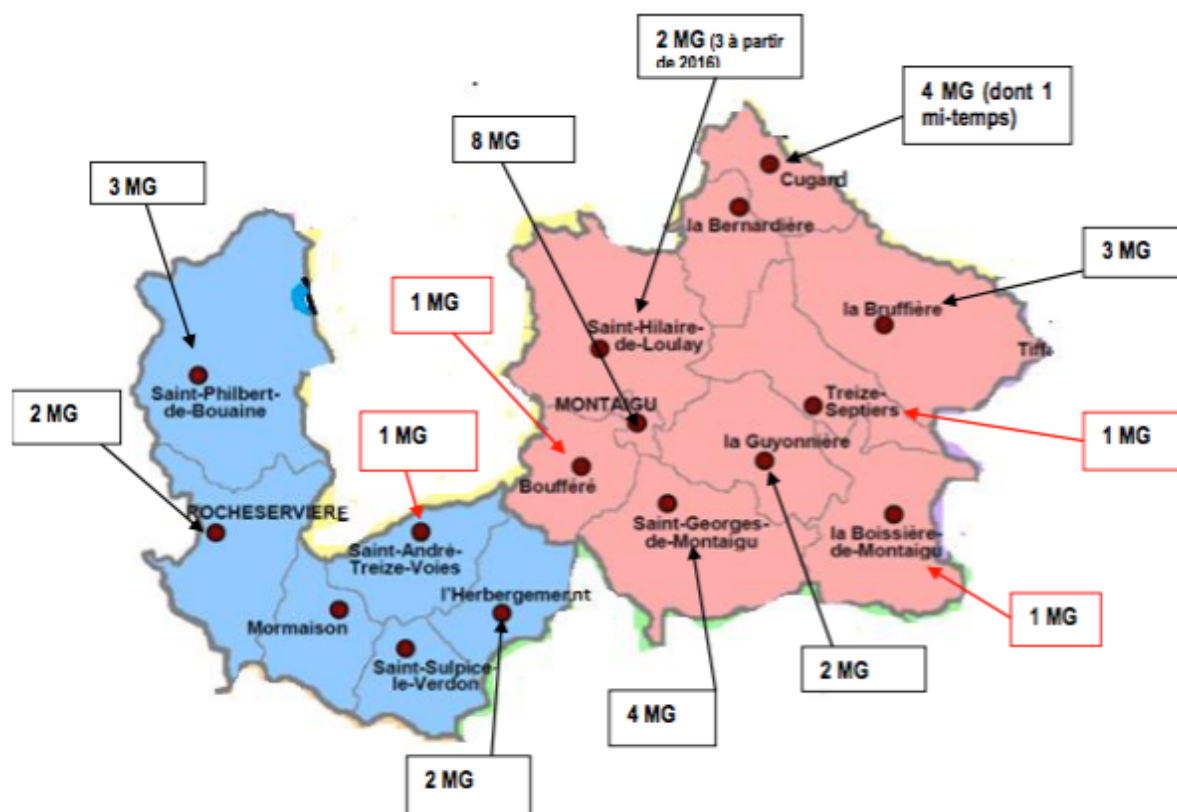 2 MG (3 à partir
de 2016)
4 MG (dont 1
mi-temps)
8 MG
3 MG
Cugand
la Bernardière
3 MG
1 MG
la Bruffière
Saint-Hilaire-
de-Loulay
Tiff
Saint-Philbert-
de-Bouaine
Treize-
Septiers
MONTAIGU
2 MG
1 MG
1 MG
la Guyonnière
Boufféré
ROCHESERVIERE
Saint-Georges-
de-Montaigu
la Boissière-
de-Montaigu
Saint-André-
Treize-Voies
l'Herbergement
Mormaison
1 MG
Saint-Sulpice-
le-Verdon
2 MG
4 MG
2 MG